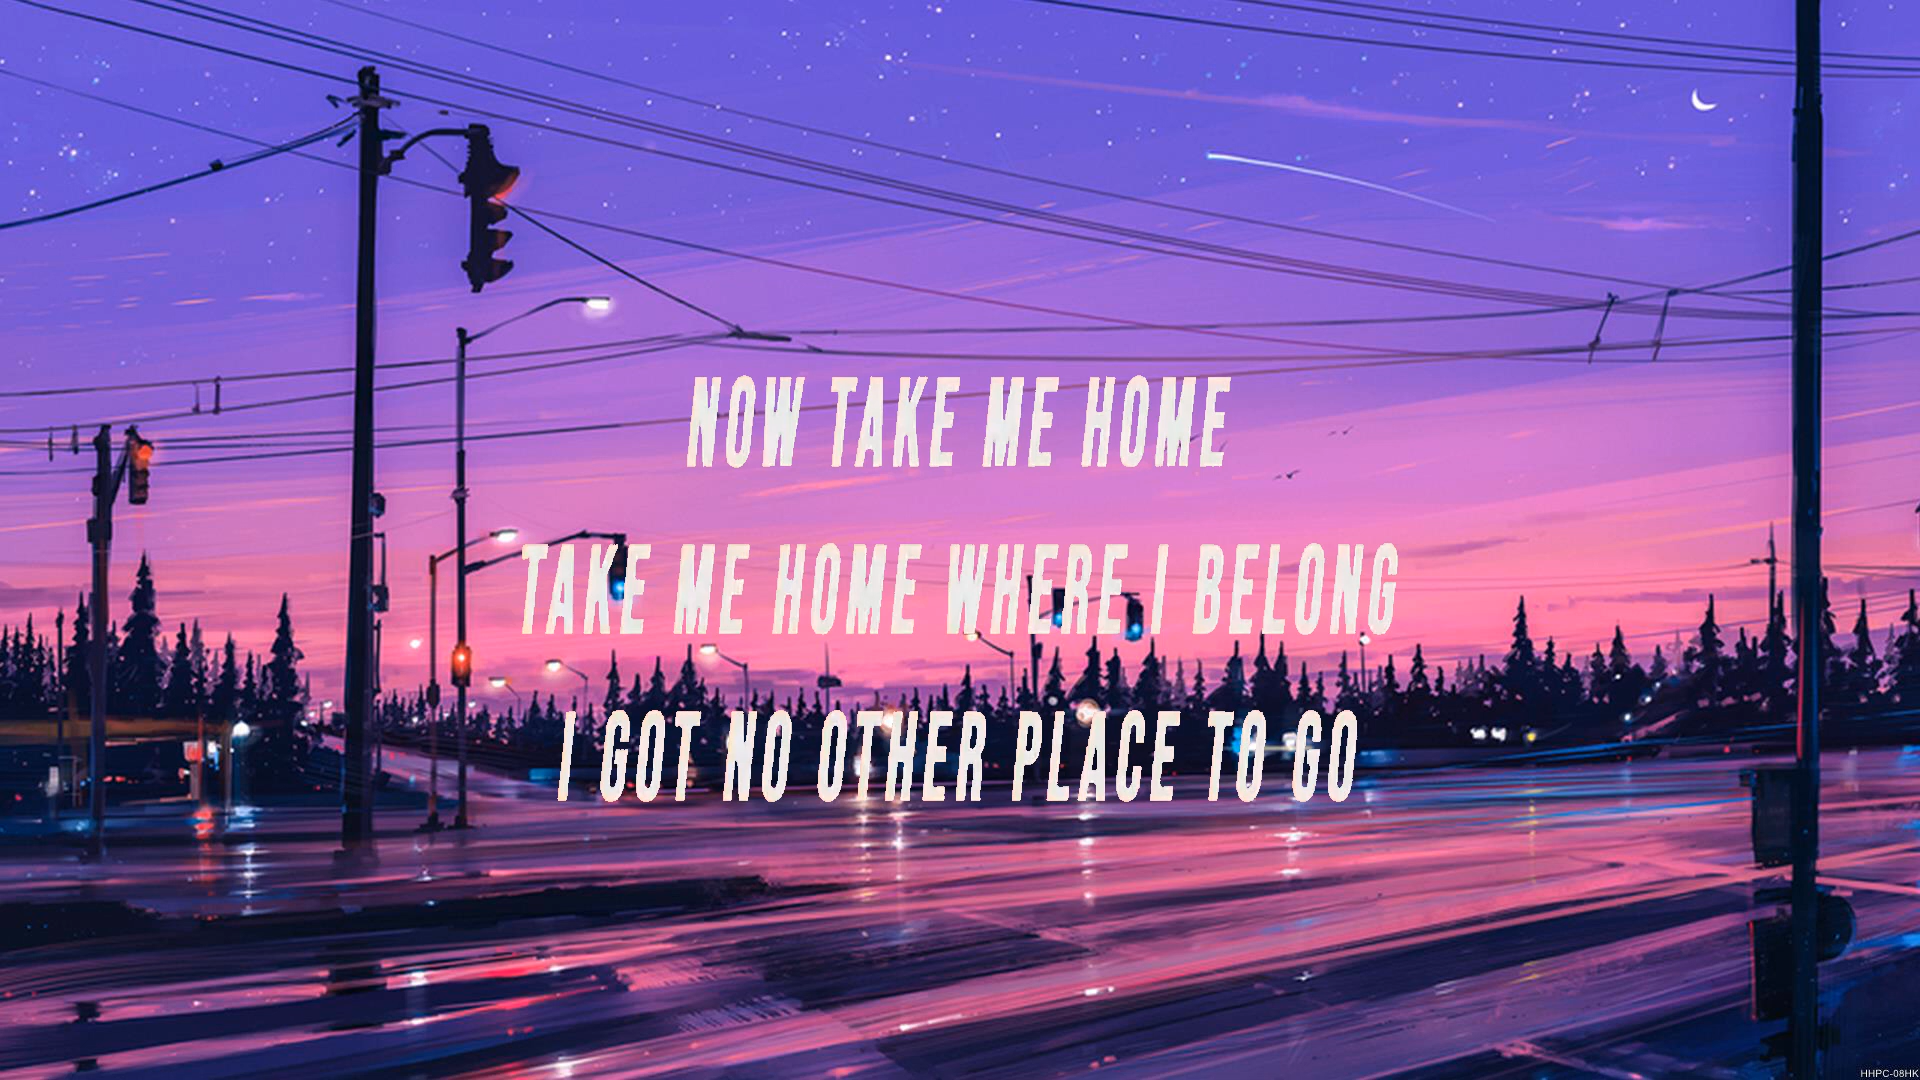 NOW TAKE ME HOME
TAKE ME HOME WHERE I BELONG
I GOT NO OTHER PLACE TO GO
HHPC-08HK